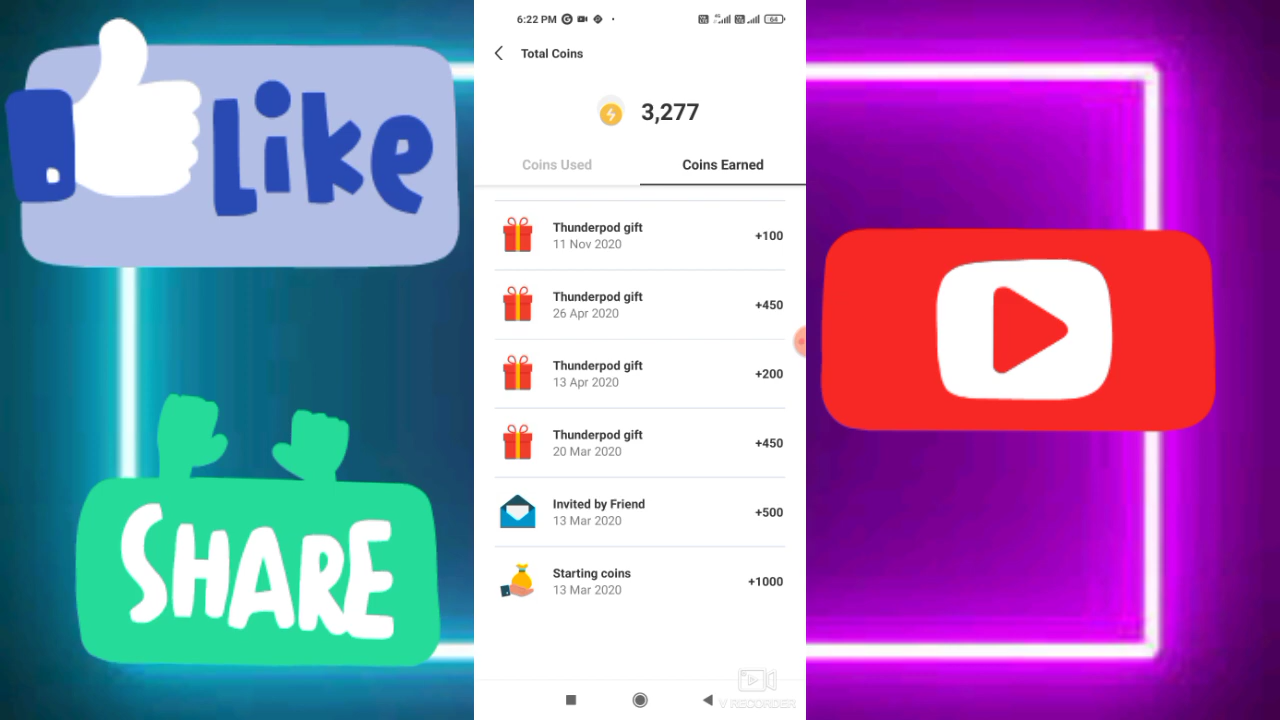 Like
SHARE
6:22 PM
64
Total Coins
3,277
Coins Used
Coins Earned
Thunderpod gift
11 Nov 2020
+100
Thunderpod gift
26 Apr 2020
+450
Thunderpod gift
13 Apr 2020
+200
Thunderpod gift
20 Mar 2020
+450
Invited by Friend
13 Mar 2020
+500
Starting coins
13 Mar 2020
+1000
V RECORDER